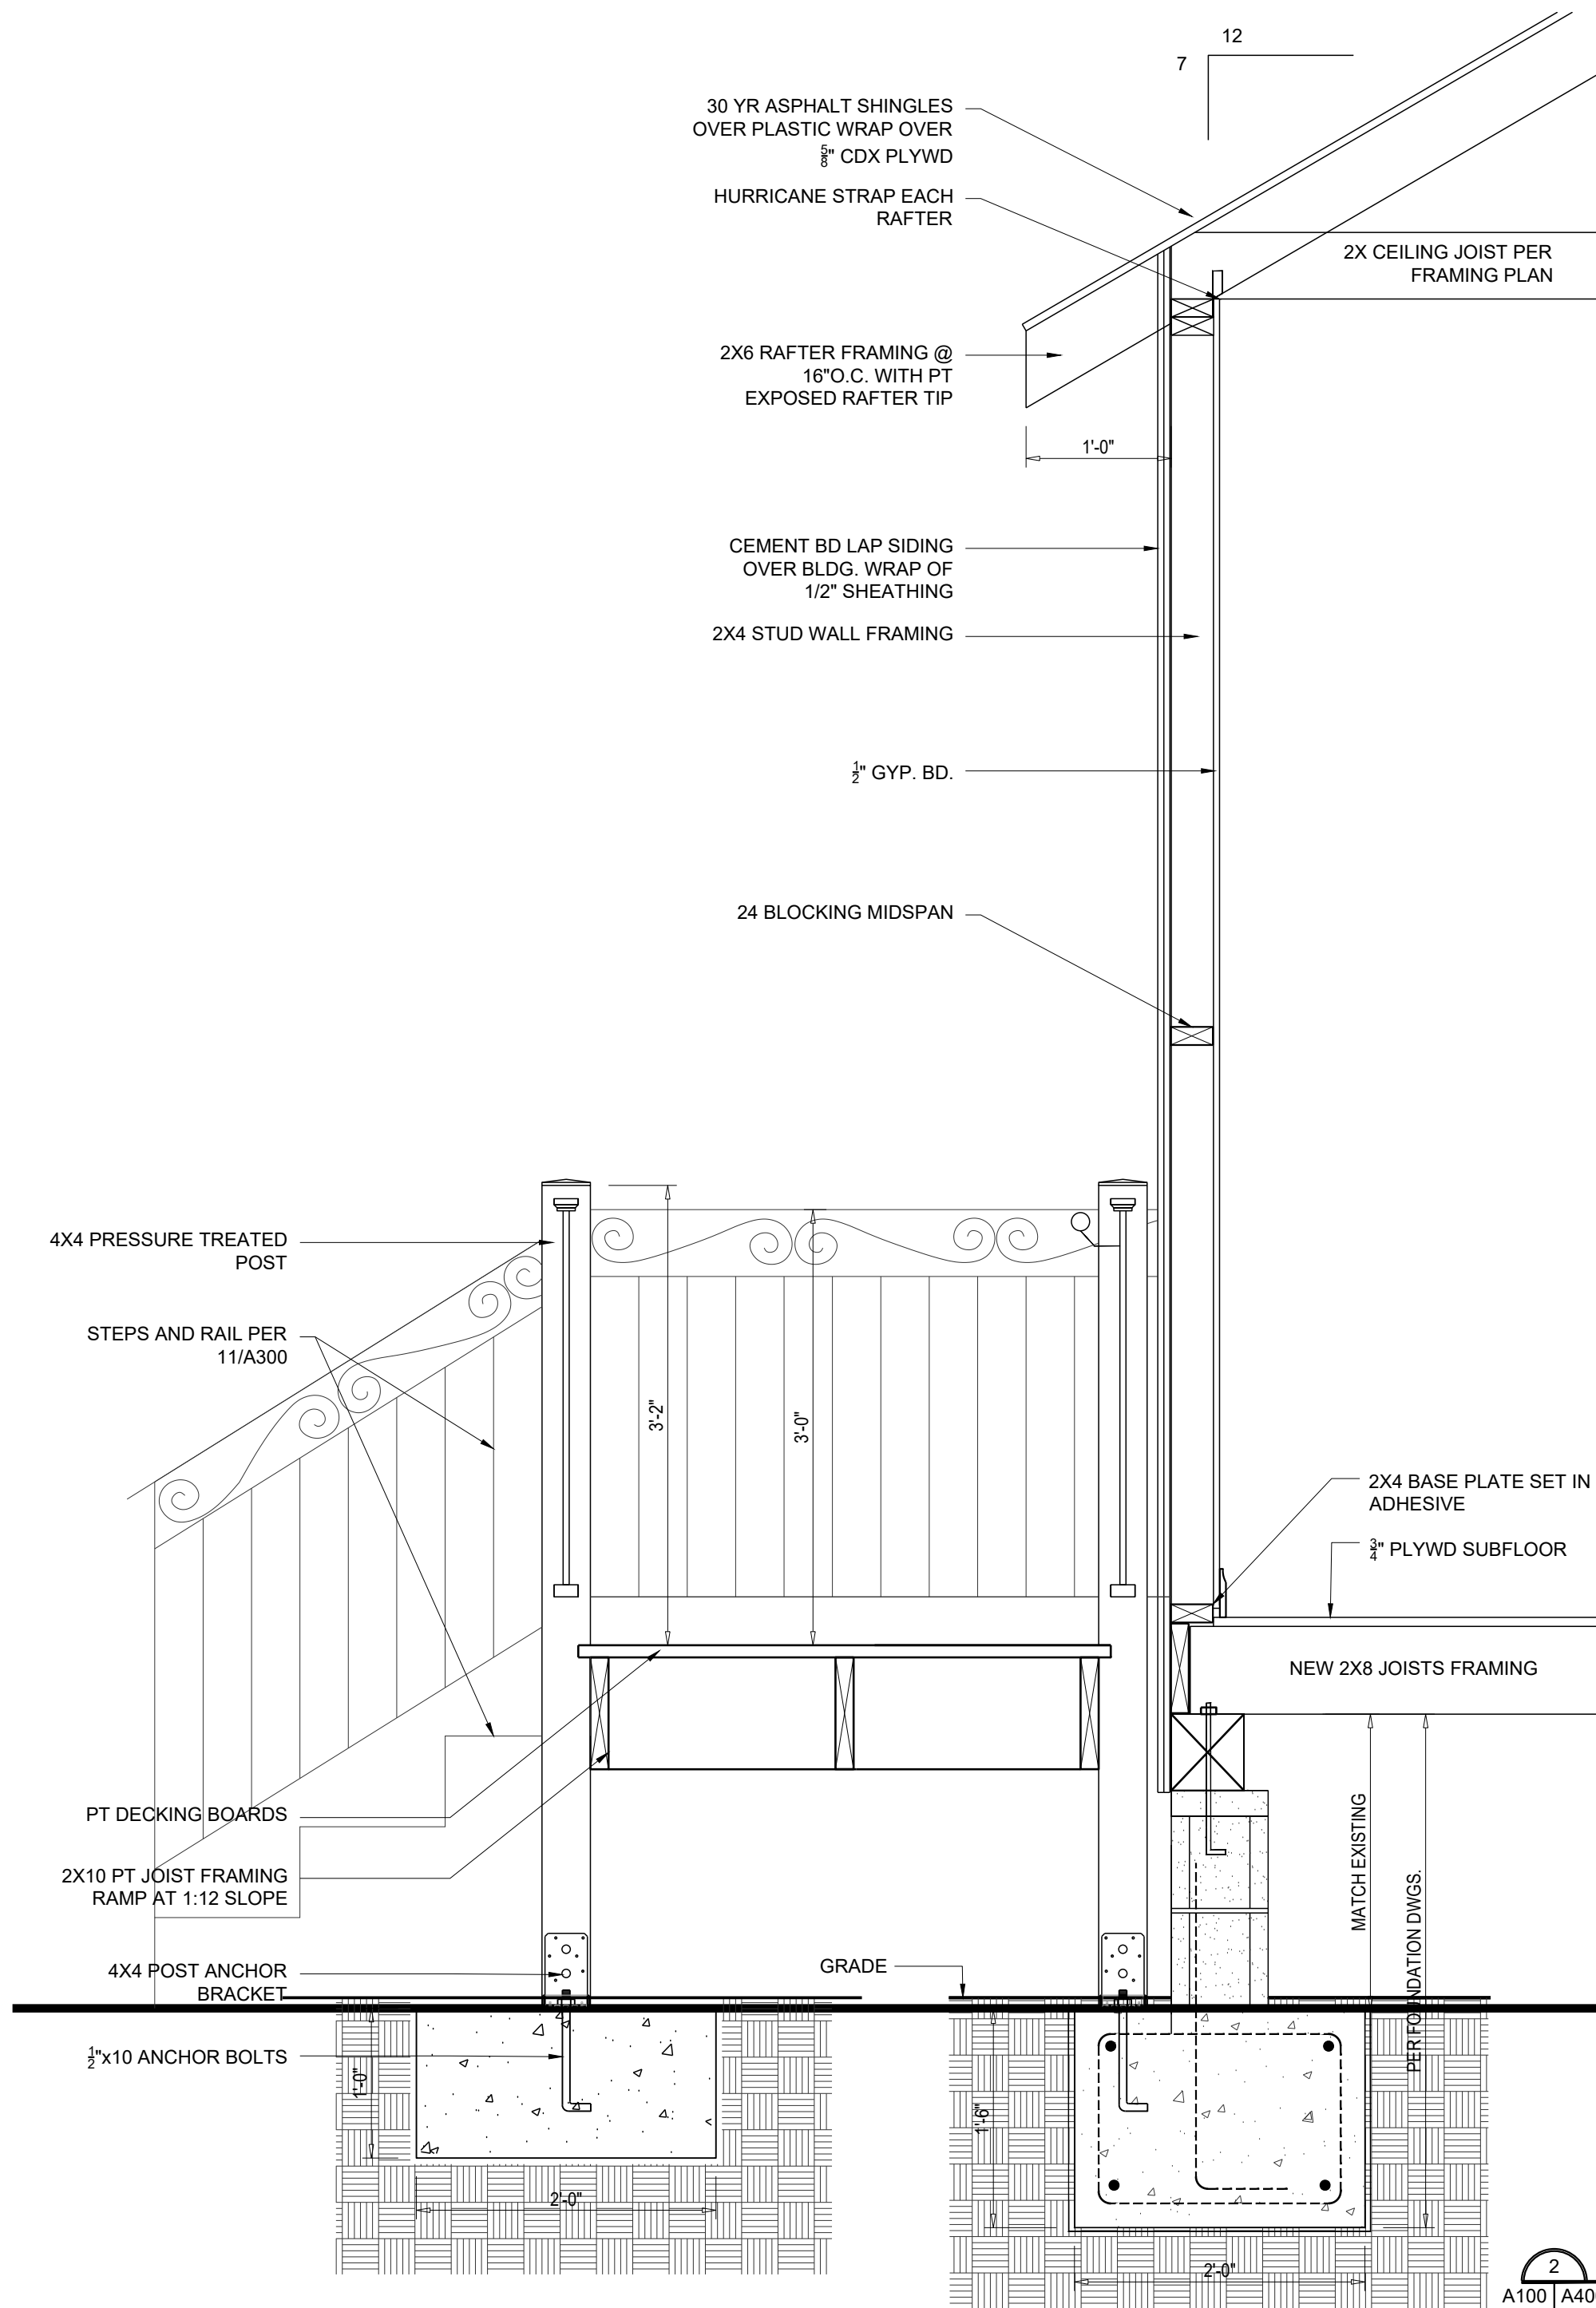 12
7
30 YR ASPHALT SHINGLES
OVER PLASTIC WRAP OVER
5/8" CDX PLYWD
HURRICANE STRAP EACH
RAFTER
2X CEILING JOIST PER
FRAMING PLAN
2X6 RAFTER FRAMING @
16"O.C. WITH PT
EXPOSED RAFTER TIP
1'-0"
CEMENT BD LAP SIDING
OVER BLDG. WRAP OF
1/2" SHEATHING
2X4 STUD WALL FRAMING
1/2" GYP. BD.
24 BLOCKING MIDSPAN
4X4 PRESSURE TREATED
POST
STEPS AND RAIL PER
11/A300
3'-2"
3'-0"
2X4 BASE PLATE SET IN
ADHESIVE
3/4" PLYWD SUBFLOOR
NEW 2X8 JOISTS FRAMING
PT DECKING BOARDS
2X10 PT JOIST FRAMING
RAMP AT 1:12 SLOPE
MATCH EXISTING
PER FOUNDATION DWGS.
4X4 POST ANCHOR
BRACKET
GRADE
1/2"x10 ANCHOR BOLTS
1'-0"
1'-6"
2'-0"
2'-0"
2
A100